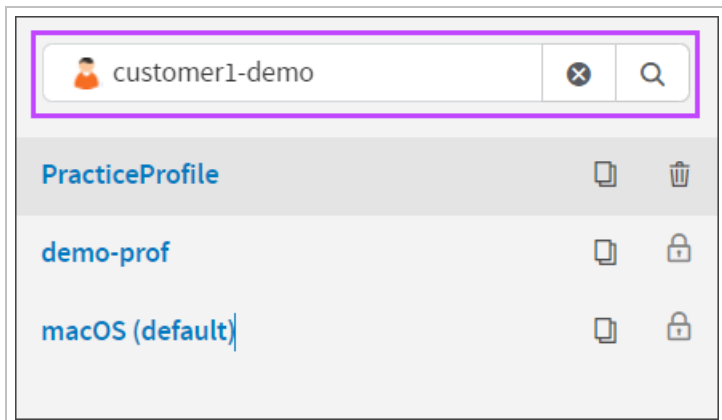 customer1-demo
PracticeProfile
demo-prof
macOS (default)